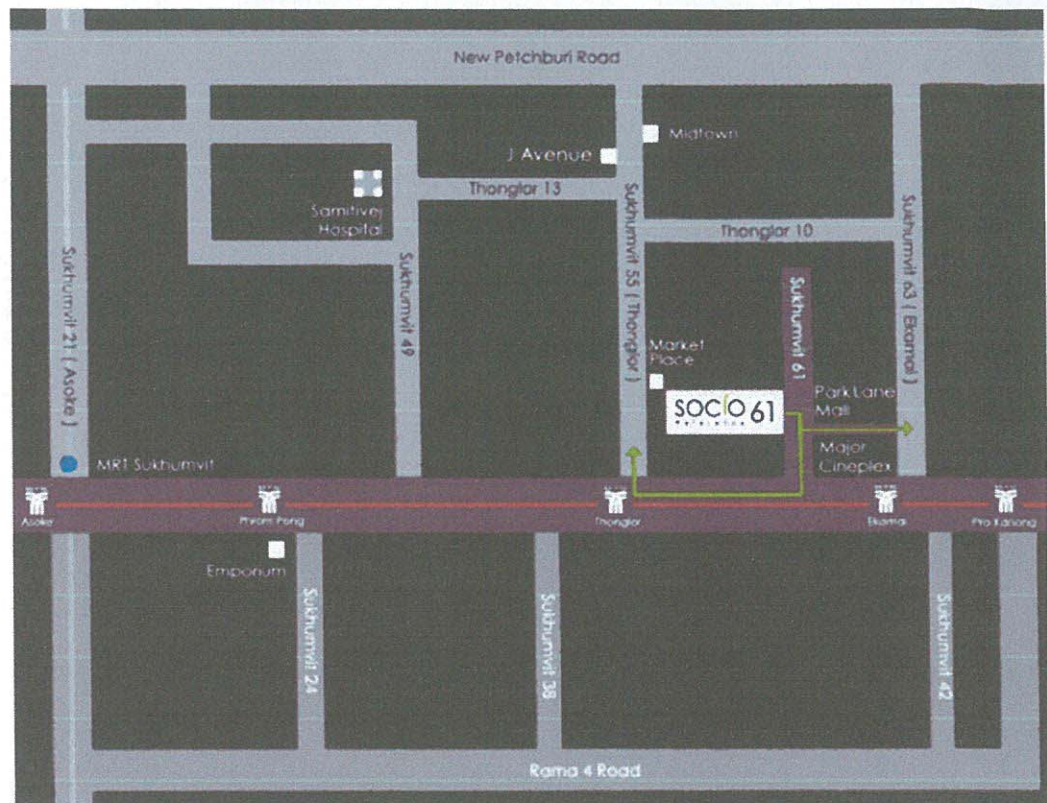 New Petchburi Road
Midtown
J Avenue
Thonglor 13
Samitivej
Hospital
Thonglor 10
Sukhumvit 21 ( Asoke )
Sukhumvit 49
Sukhumvit 55 ( Thonglor )
Sukhumvit 61
Sukhumvit 63 ( Ekamai )
Market
Place
SOCIO 61
Park Lane
Mall
Major
Cineplex
MRT Sukhumvit
Asoke
Phrom Pong
Thonglor
Ekamai
Pra Kanong
Emporium
Sukhumvit 24
Sukhumvit 38
Sukhumvit 42
Rama 4 Road